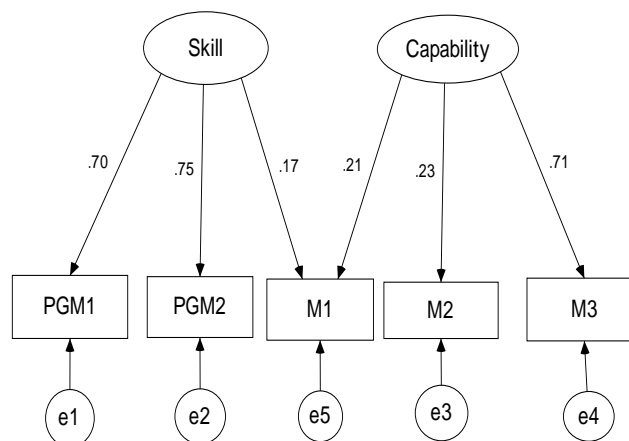 Skill
Capability
.70
.75
.17
.21
.23
.71
PGM1
PGM2
M1
M2
M3
e1
e2
e5
e3
e4